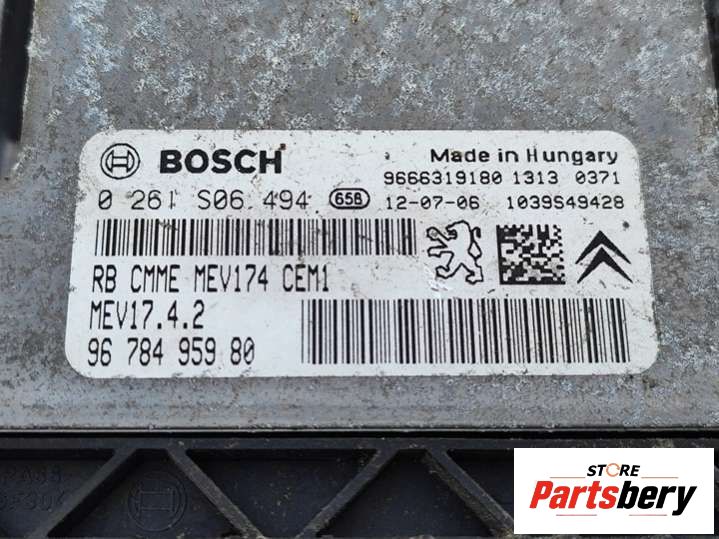 BOSCH
Made in Hungary
9666319180 1313 0371
0 261 S06 494 658 12-07-06 1039S49428
RB CMME MEV174 CEM1
MEV17.4.2
96 784 959 80
STORE
Partsbery